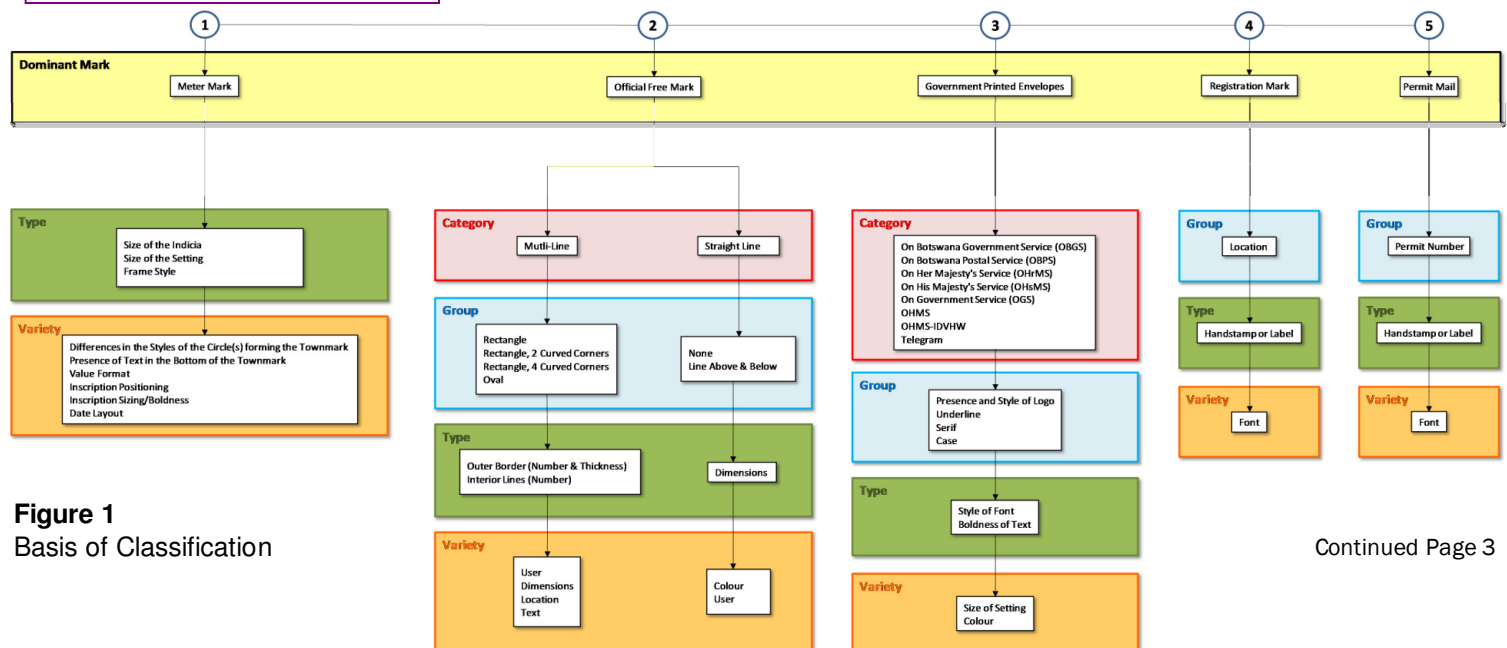 1
2
3
4
5
Dominant Mark
Meter Mark
Official Free Mark
Government Printed Envelopes
Registration Mark
Permit Mail
Type
Size of the Indicia
Size of the Setting
Frame Style
Variety
Differences in the Styles of the Circle(s) forming the Townmark
Presence of Text in the Bottom of the Townmark
Value Format
Inscription Positioning
Inscription Sizing/Boldness
Date Layout
Category
Mutli-Line
Straight Line
Group
Rectangle
Rectangle, 2 Curved Corners
Rectangle, 4 Curved Corners
Oval
None
Line Above & Below
Type
Outer Border (Number & Thickness)
Interior Lines (Number)
Dimensions
Variety
User
Dimensions
Location
Text
Colour
User
Category
On Botswana Government Service (OBGS)
On Botswana Postal Service (OBPS)
On Her Majesty's Service (OHrMS)
On His Majesty's Service (OHsMS)
On Government Service (OGS)
OHMS
OHMS-IDVHW
Telegram
Group
Presence and Style of Logo
Underline
Serif
Case
Type
Style of Font
Boldness of Text
Variety
Size of Setting
Colour
Group
Location
Type
Handstamp or Label
Variety
Font
Group
Permit Number
Type
Handstamp or Label
Variety
Font
Figure 1
Basis of Classification
Continued Page 3